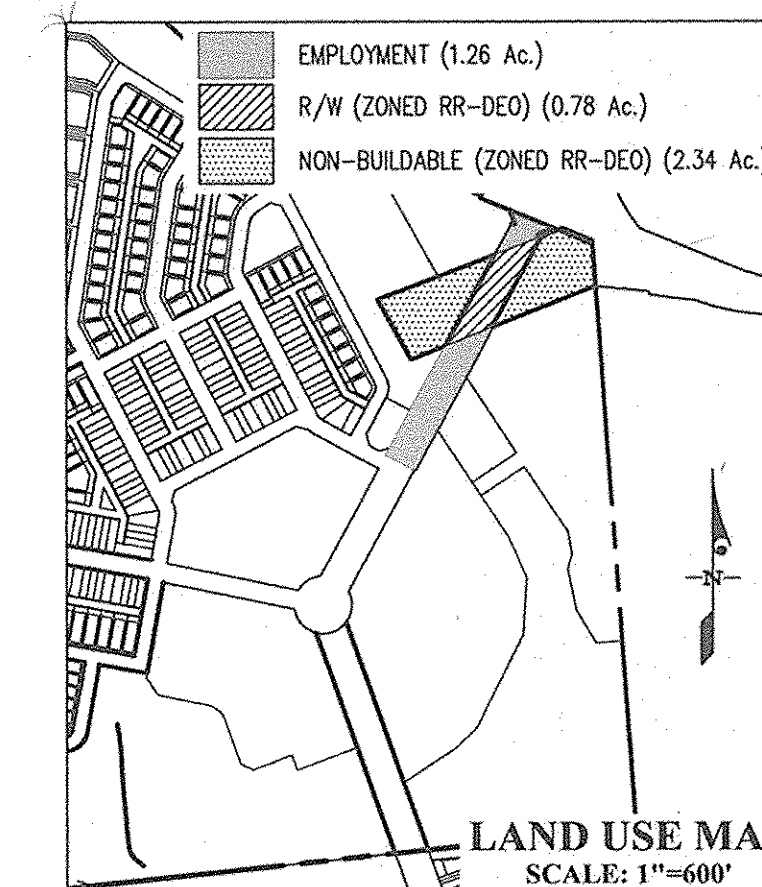 EMPLOYMENT (1.26 Ac.)
R/W (ZONED RR-DEO) (0.78 Ac.)
NON-BUILDABLE (ZONED RR-DEO) (2.34 Ac.)
-N-
LAND USE MA
SCALE: 1"=600'